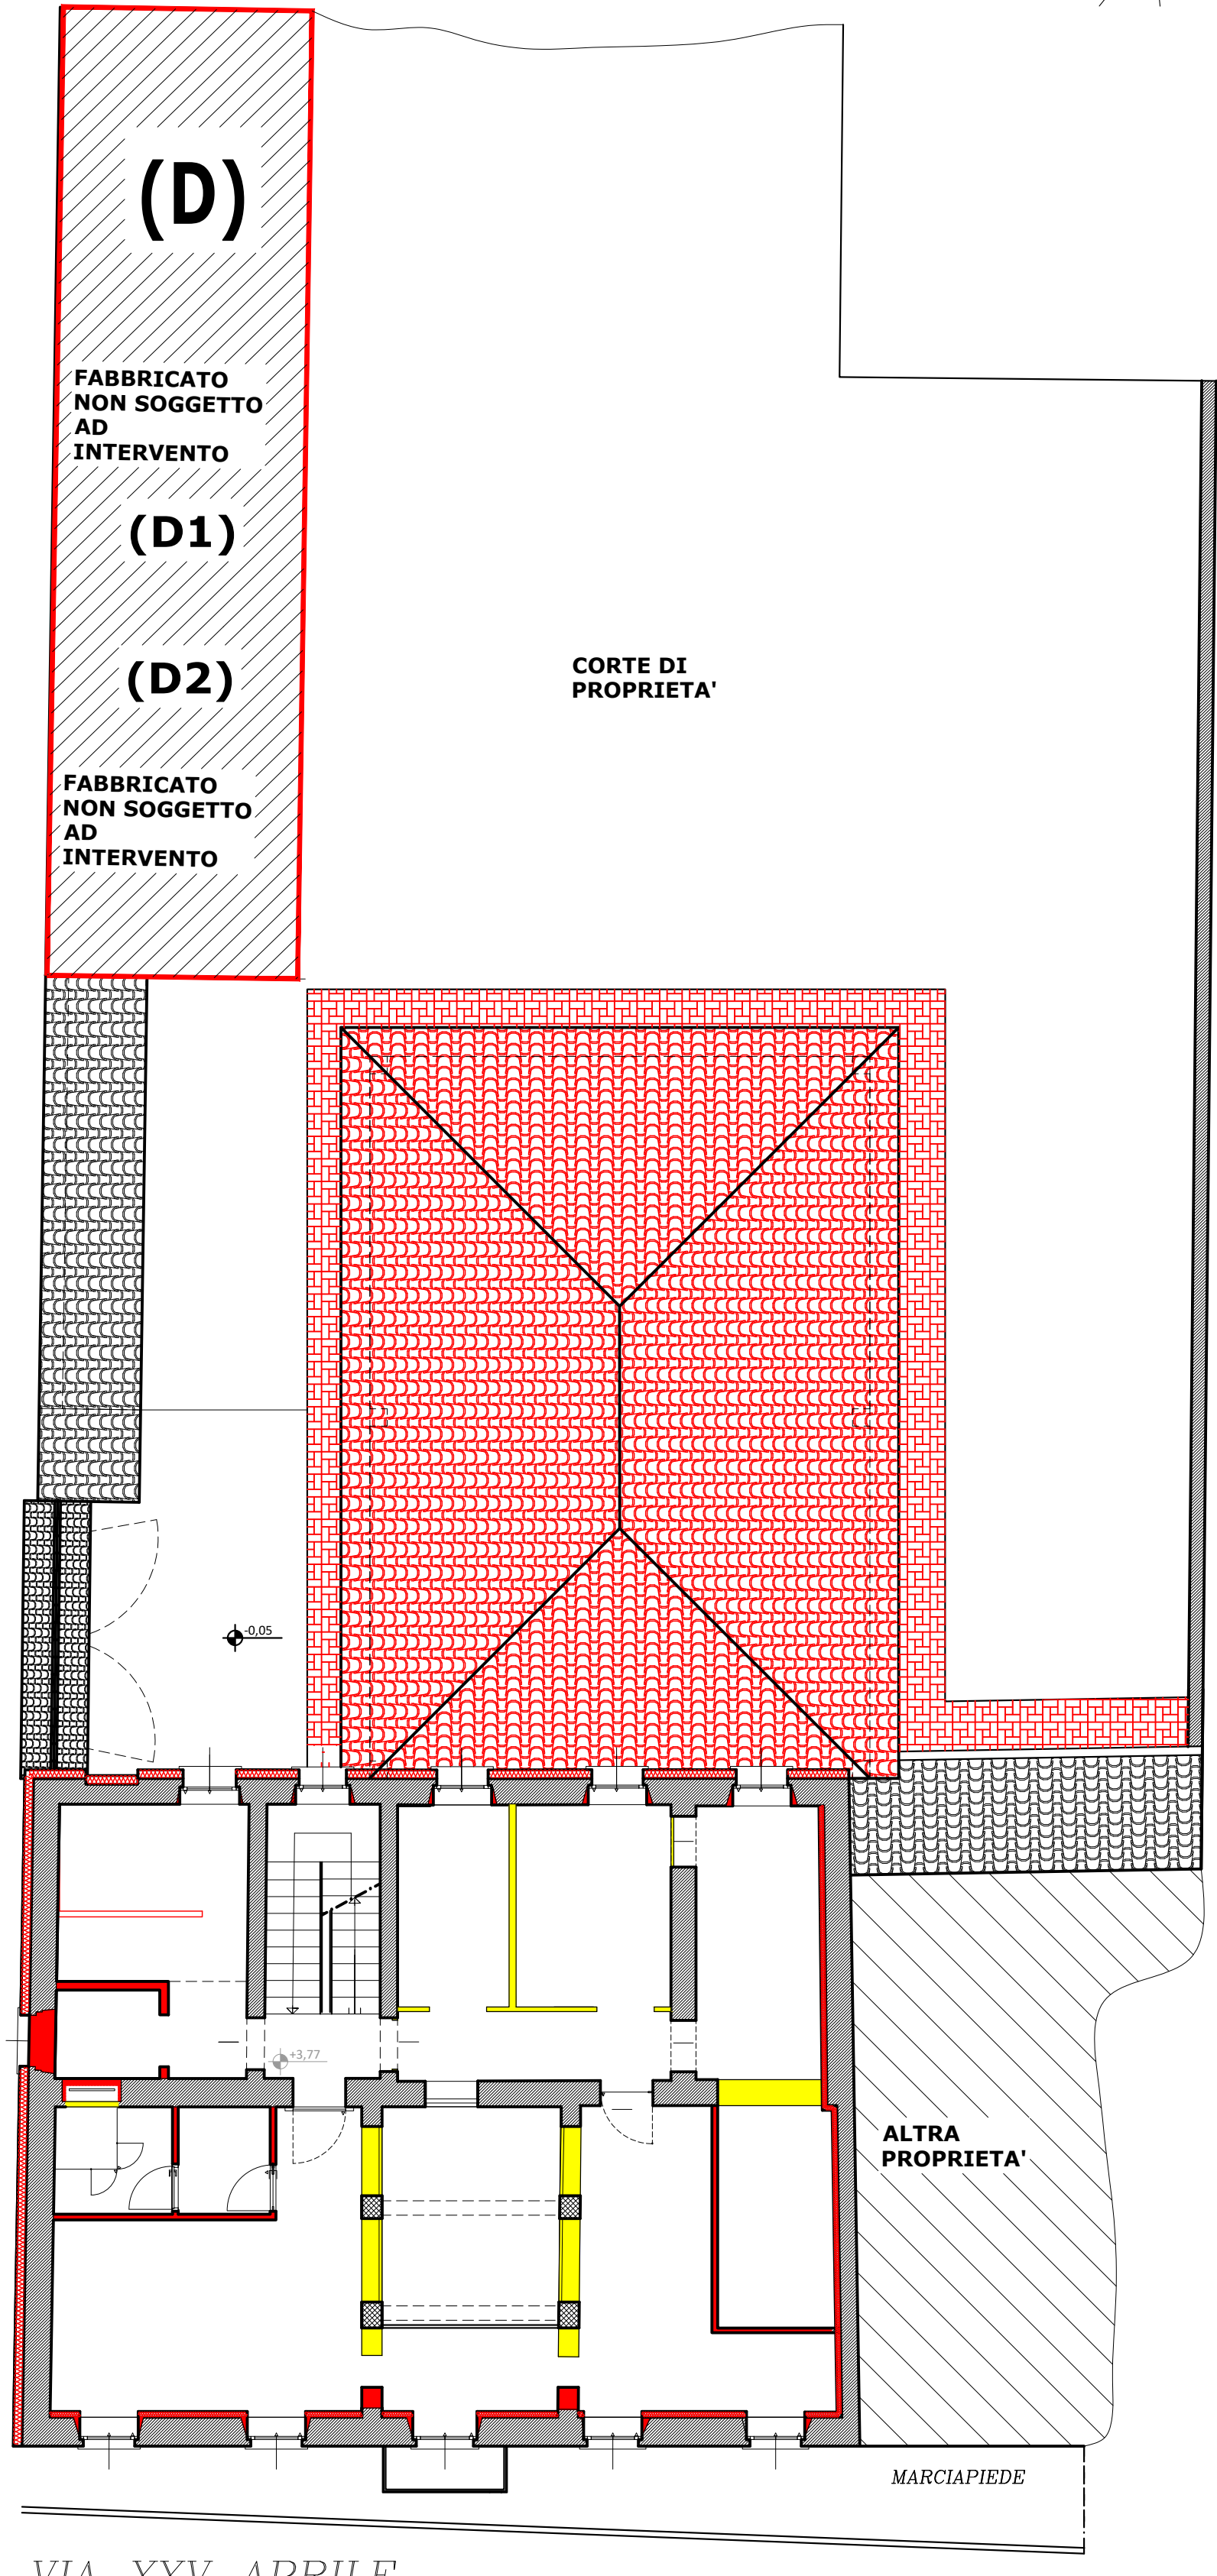 (D)
FABBRICATO
NON SOGGETTO
AD
INTERVENTO
(D1)
(D2)
CORTE DI
PROPRIETA'
FABBRICATO
NON SOGGETTO
AD
INTERVENTO
-0,05
+3,77
ALTRA
PROPRIETA'
MARCIAPIEDE
VIA XXV APRILE